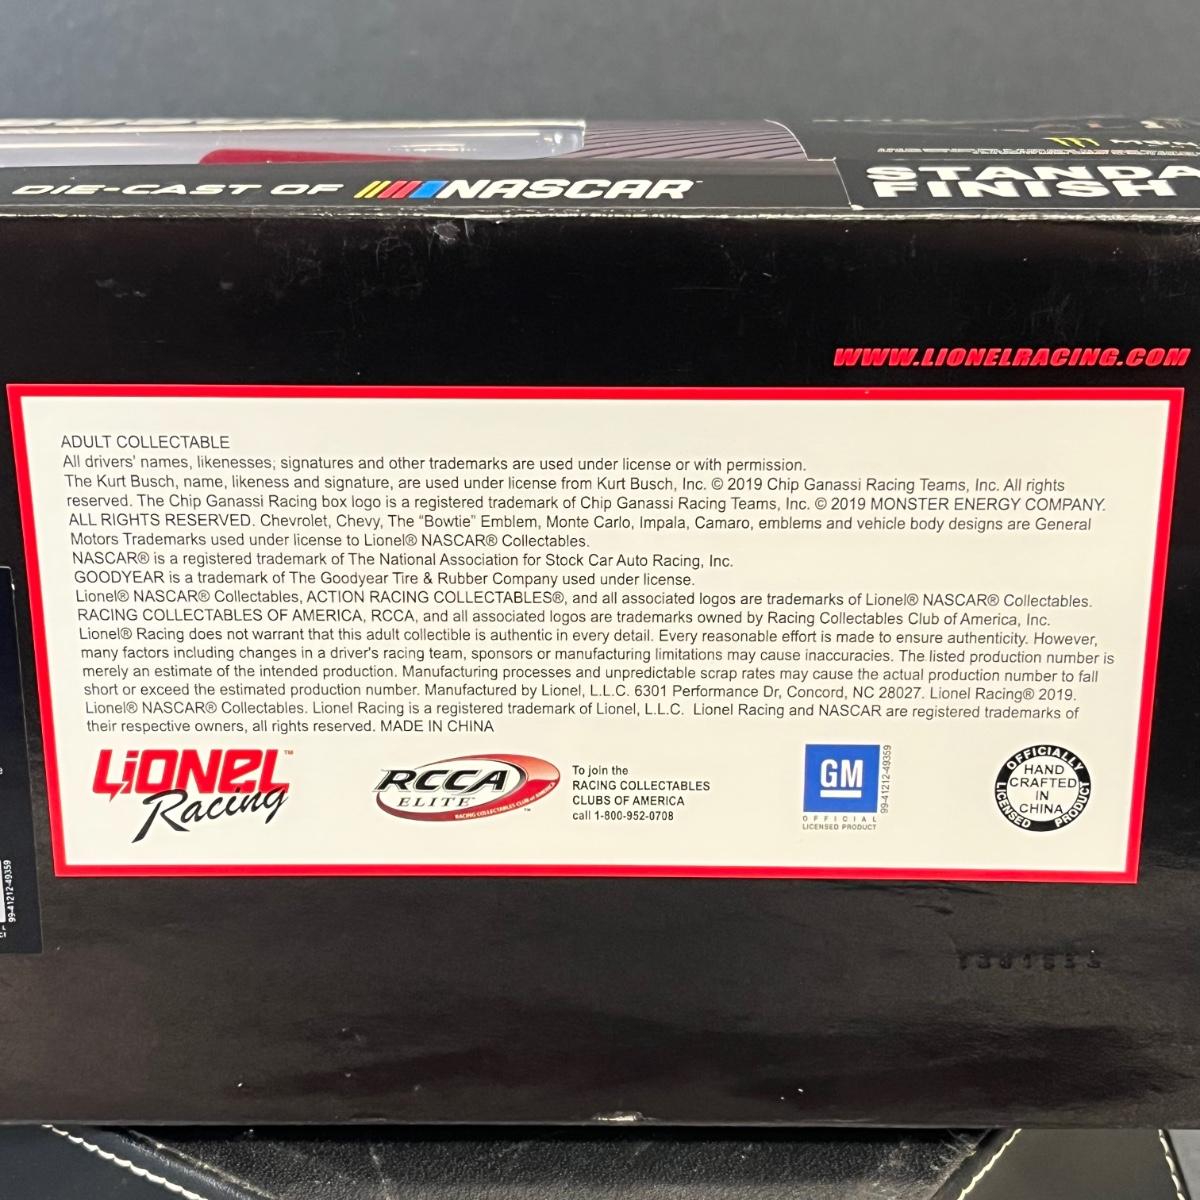 DIE-CAST OF NASCAR
STANDA
FINISH
WWW.LIONELRACING.COM
ADULT COLLECTABLE
All drivers' names, likenesses; signatures and other trademarks are used under license or with permission.
The Kurt Busch, name, likeness and signature, are used under license from Kurt Busch, Inc. © 2019 Chip Ganassi Racing Teams, Inc. All rights
reserved. The Chip Ganassi Racing box logo is a registered trademark of Chip Ganassi Racing Teams, Inc. © 2019 MONSTER ENERGY COMPANY.
ALL RIGHTS RESERVED. Chevrolet, Chevy, The "Bowtie" Emblem, Monte Carlo, Impala, Camaro, emblems and vehicle body designs are General
Motors Trademarks used under license to Lionel® NASCAR® Collectables.
NASCAR® is a registered trademark of The National Association for Stock Car Auto Racing, Inc.
GOODYEAR is a trademark of The Goodyear Tire & Rubber Company used under license.
Lionel® NASCAR® Collectables, ACTION RACING COLLECTABLES®, and all associated logos are trademarks of Lionel® NASCAR® Collectables.
RACING COLLECTABLES OF AMERICA, RCCA, and all associated logos are trademarks owned by Racing Collectables Club of America, Inc.
Lionel® Racing does not warrant that this adult collectible is authentic in every detail. Every reasonable effort is made to ensure authenticity. However,
many factors including changes in a driver's racing team, sponsors or manufacturing limitations may cause inaccuracies. The listed production number is
merely an estimate of the intended production. Manufacturing processes and unpredictable scrap rates may cause the actual production number to fall
short or exceed the estimated production number. Manufactured by Lionel, L.L.C. 6301 Performance Dr, Concord, NC 28027. Lionel Racing® 2019.
Lionel® NASCAR® Collectables. Lionel Racing is a registered trademark of Lionel, L.L.C. Lionel Racing and NASCAR are registered trademarks of
their respective owners, all rights reserved. MADE IN CHINA
LiONEL™
Racing
RCCA
ELITE™
RACING COLLECTABLES CLUB of AMERICA
To join the
RACING COLLECTABLES
CLUBS OF AMERICA
call 1-800-952-0708
GM
OFFICIAL
LICENSED PRODUCT
99-41212-49359
OFFICIALLY LICENSED PRODUCT
HAND
CRAFTED
IN
CHINA
99-41212-49359